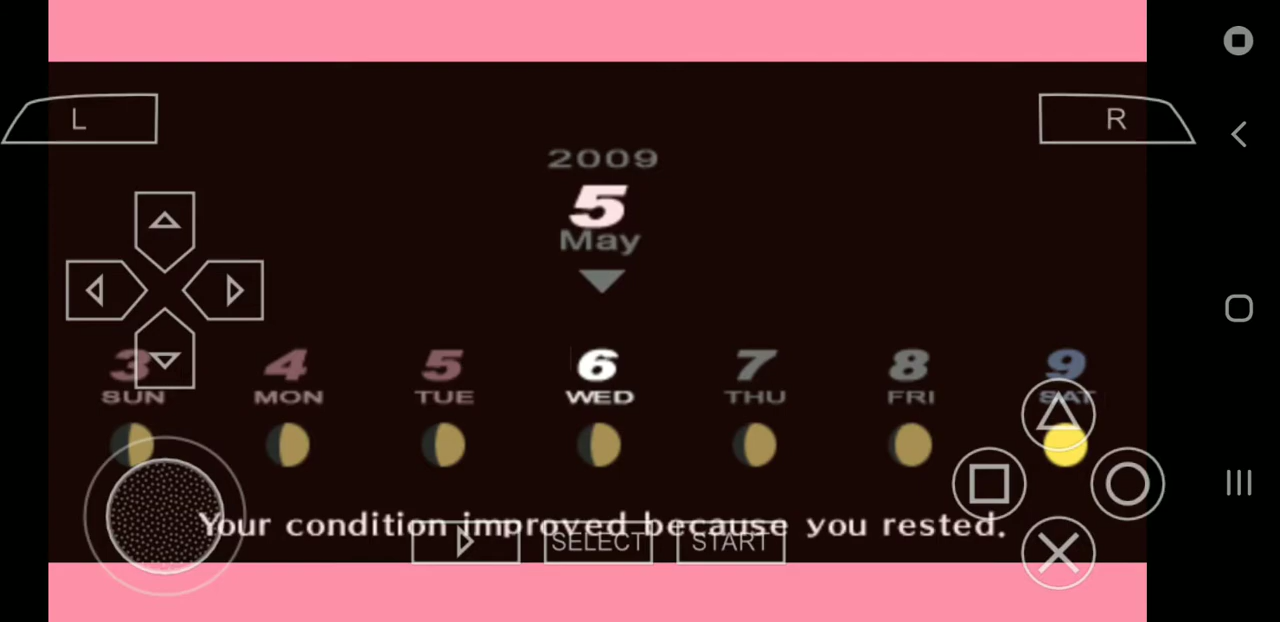 L
R
2009
5
May
3 4 5 6 7 8 9
SUN MON TUE WED THU FRI SAT
Your condition improved because you rested.
SELECT START